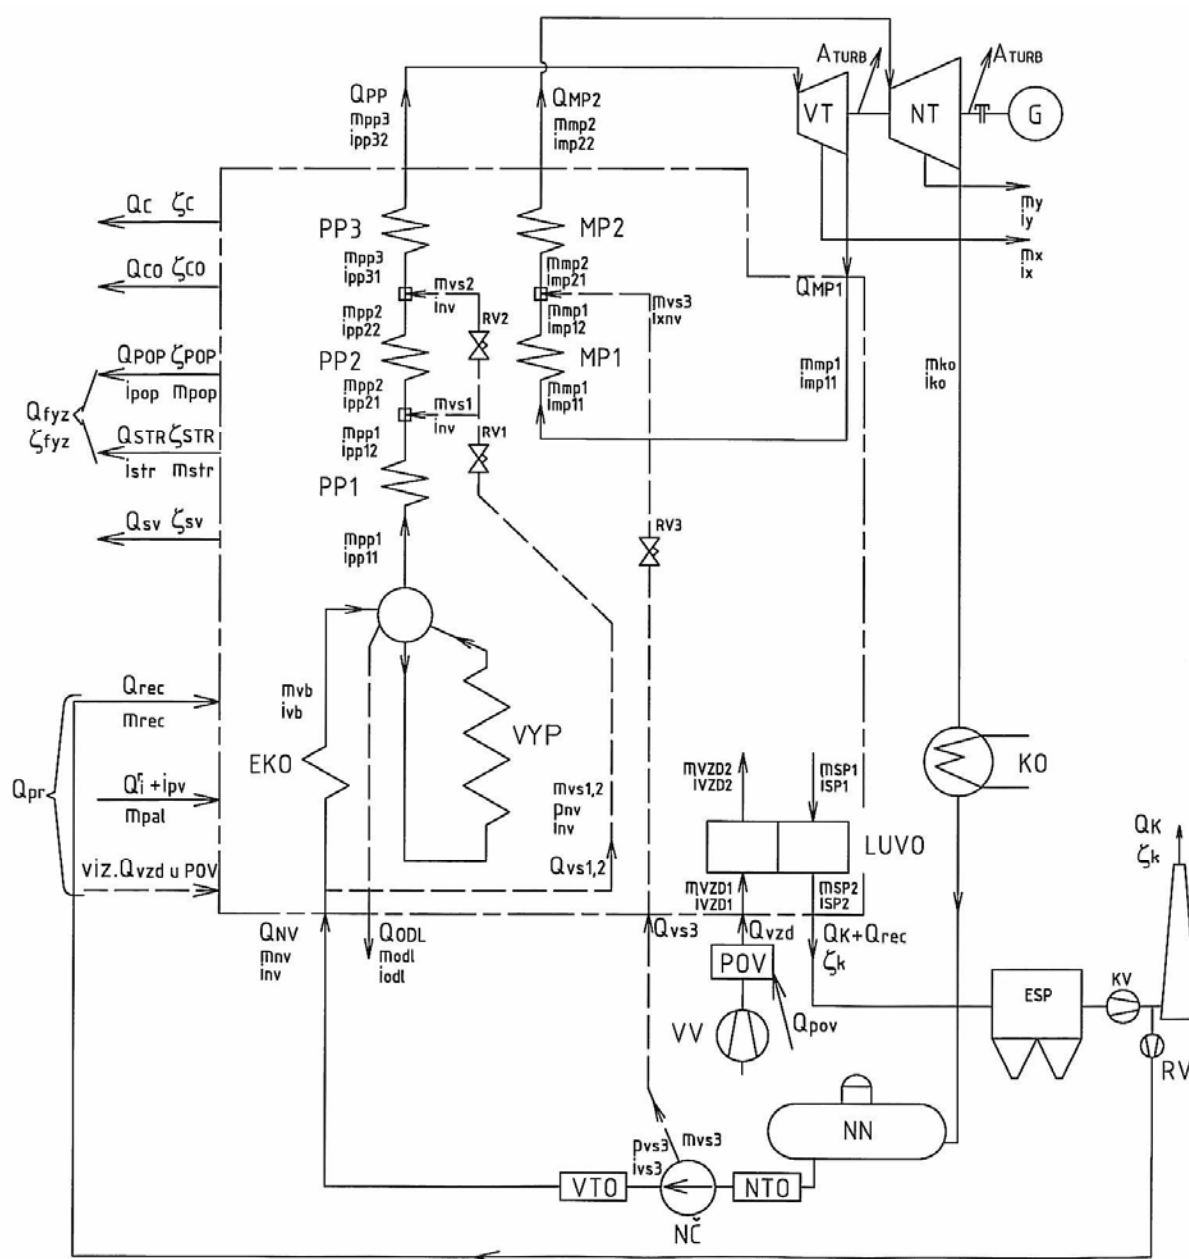 ATURB
ATURB
QPP
mpp3
ipp32
QMP2
mmp2
imp22
VT
NT
G
my
iy
mx
ix
QC ζC
QCO ζCO
QPOP ζPOP
ipop mpop
Qfyz
ζfyz
QSTR ζSTR
istr mstr
Qsv ζsv
PP3
mpp3
ipp31
mvs2
inv
RV2
mpp2
ipp22
PP2
mpp2
ipp21
mvs1
inv
RV1
mpp1
ipp12
PP1
mpp1
ipp11
MP2
mmp2
imp21
mvs3
ixnv
mmp1
imp12
MP1
mmp1
imp11
QMP1
mmp1
imp11
mko
iko
RV3
Qrec
mrec
Qpr
Qri+ipv
mpal
viz.Qvzd u POV
mvb
ivb
EKO
VYP
mvs1,2
pnv
inv
Qvs1,2
mVZD2
iVZD2
mSP1
iSP1
LUVO
mVZD1
iVZD1
mSP2
iSP2
KO
QK
ζk
QNV
mnv
inv
QODL
modl
iodl
Qvs3
Qvzd
QK+Qrec
ζk
POV
Qpov
VV
ESP
KV
RV
NN
pvs3
ivs3
mvs3
VTO
NTO
NČ